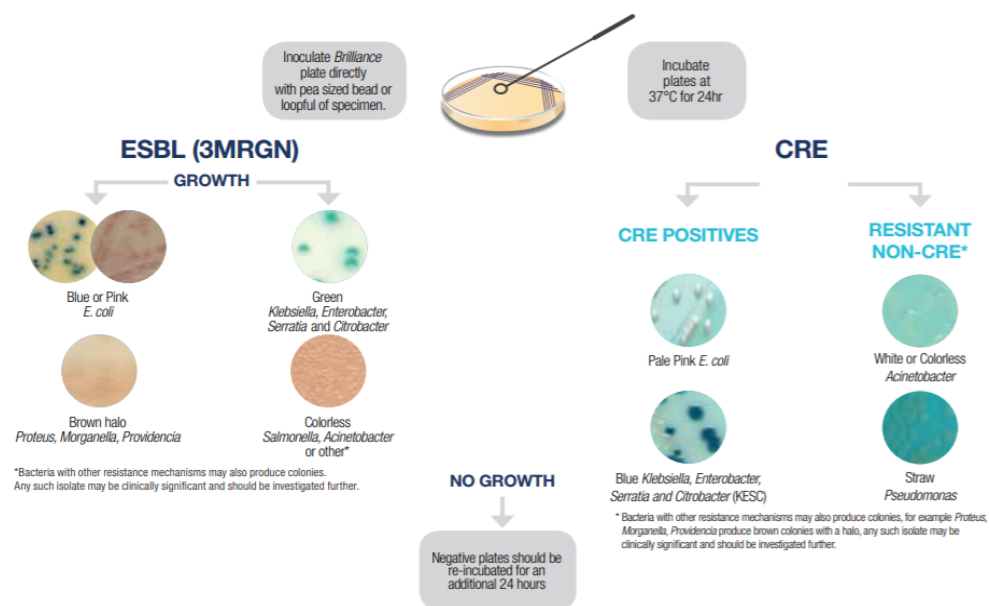 Inoculate Brilliance
plate directly
with pea sized bead or
loopful of specimen.
Incubate
plates at
37°C for 24hr
ESBL (3MRGN)
GROWTH
Blue or Pink
E. coli
Green
Klebsiella, Enterobacter,
Serratia and Citrobacter
Brown halo
Proteus, Morganella, Providencia
Colorless
Salmonella, Acinetobacter
or other*
*Bacteria with other resistance mechanisms may also produce colonies.
Any such isolate may be clinically significant and should be investigated further.
NO GROWTH
Negative plates should be
re-incubated for an
additional 24 hours
CRE
CRE POSITIVES
RESISTANT
NON-CRE*
Pale Pink E. coli
White or Colorless
Acinetobacter
Blue Klebsiella, Enterobacter,
Serratia and Citrobacter (KESC)
Straw
Pseudomonas
* Bacteria with other resistance mechanisms may also produce colonies, for example Proteus,
Morganella, Providencia produce brown colonies with a halo, any such isolate may be
clinically significant and should be investigated further.